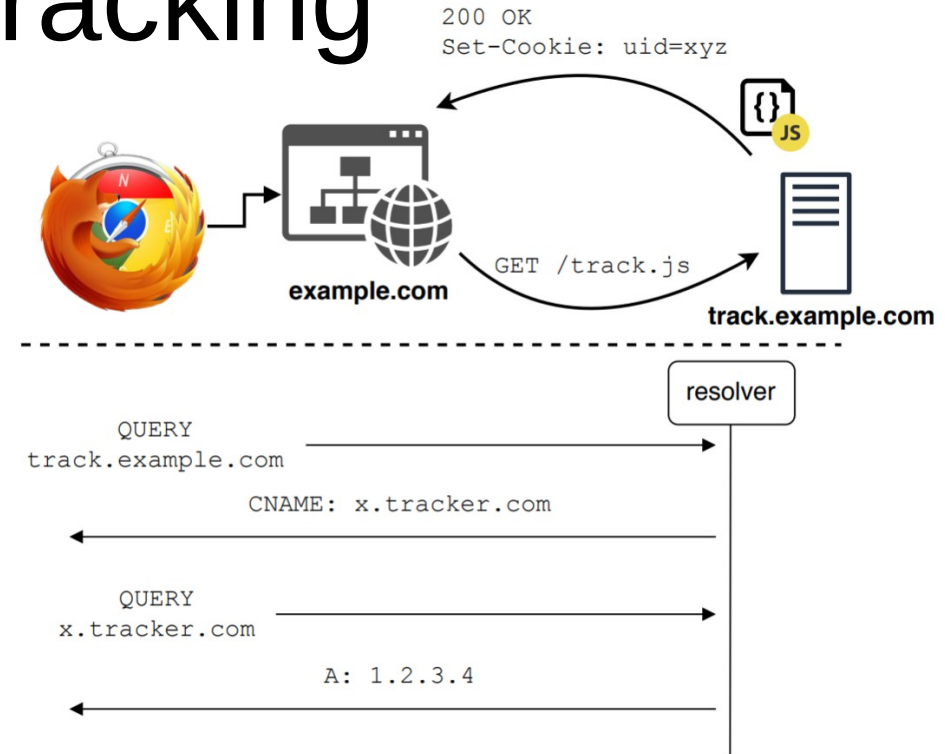 racking
200 OK
Set-Cookie: uid=xyz
{}
JS
N
E
example.com
GET /track.js
track.example.com
resolver
QUERY
track.example.com
CNAME: x.tracker.com
QUERY
x.tracker.com
A: 1.2.3.4